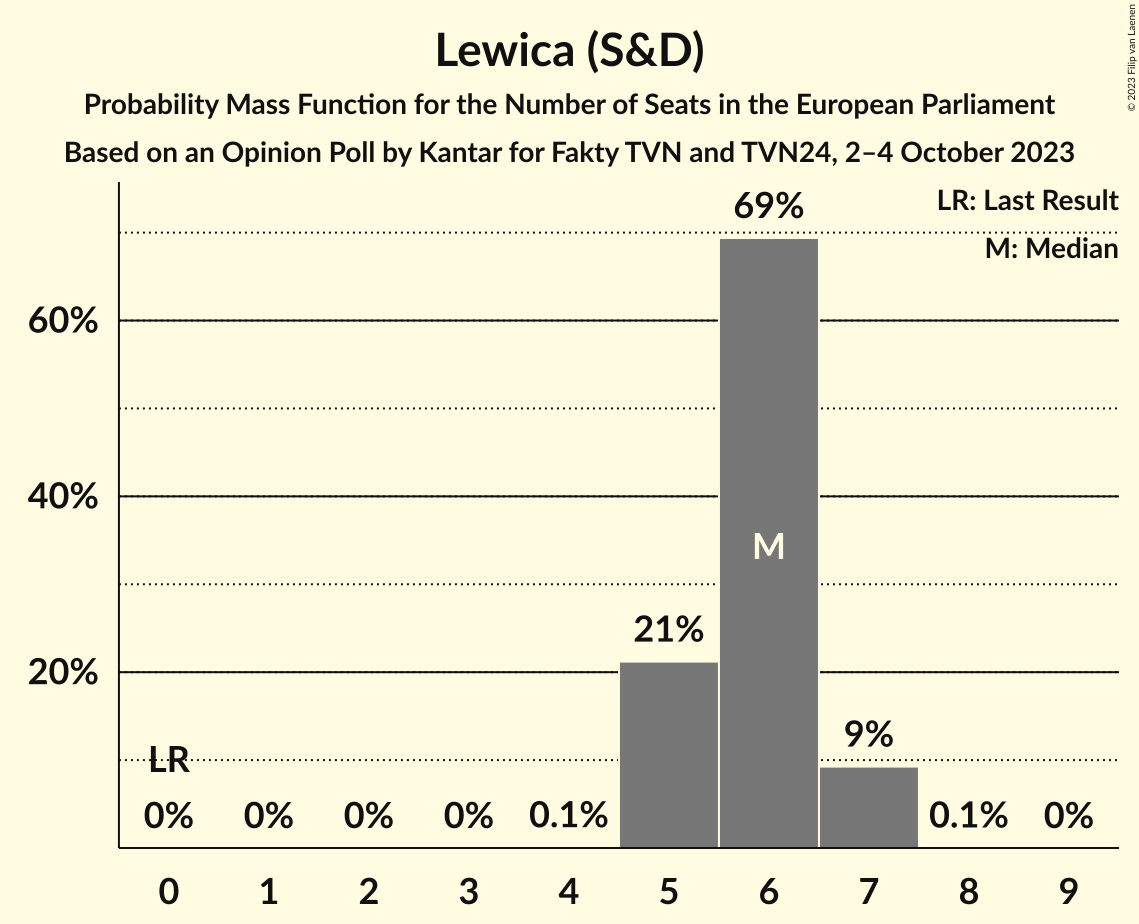 Lewica (S&D)
Probability Mass Function for the Number of Seats in the European Parliament
Based on an Opinion Poll by Kantar for Fakty TVN and TVN24, 2–4 October 2023
© 2023 Filip van Laenen
LR: Last Result
M: Median
69%
60%
40%
M
21%
20%
9%
LR
0% 0% 0% 0% 0.1% 0.1% 0%
0 1 2 3 4 5 6 7 8 9